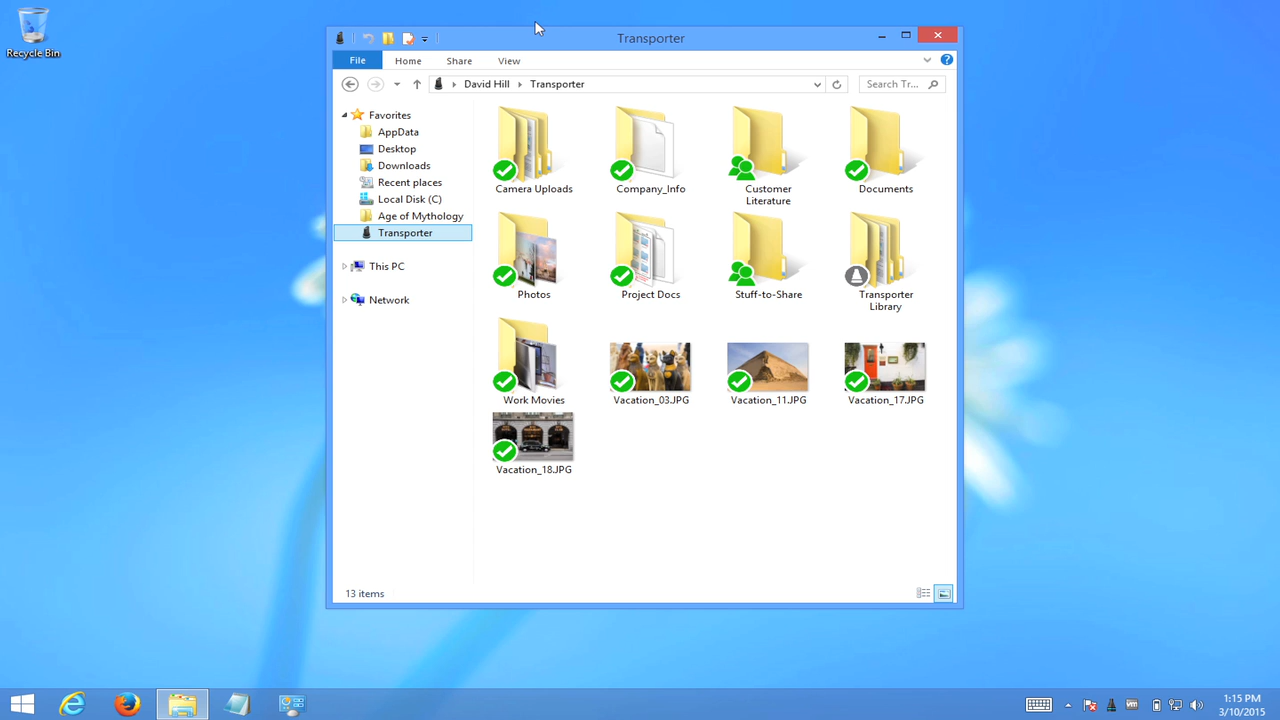 Recycle Bin
Transporter
File
Home
Share
View
David Hill
Transporter
Search Tr...
Favorites
AppData
Desktop
Downloads
Recent places
Local Disk (C)
Age of Mythology
Transporter
This PC
Network
Camera Uploads
Company_Info
Customer
Literature
Documents
Photos
Project Docs
Stuff-to-Share
Transporter
Library
Work Movies
Vacation_03.JPG
Vacation_11.JPG
Vacation_17.JPG
Vacation_18.JPG
13 items
1:15 PM
3/10/2015